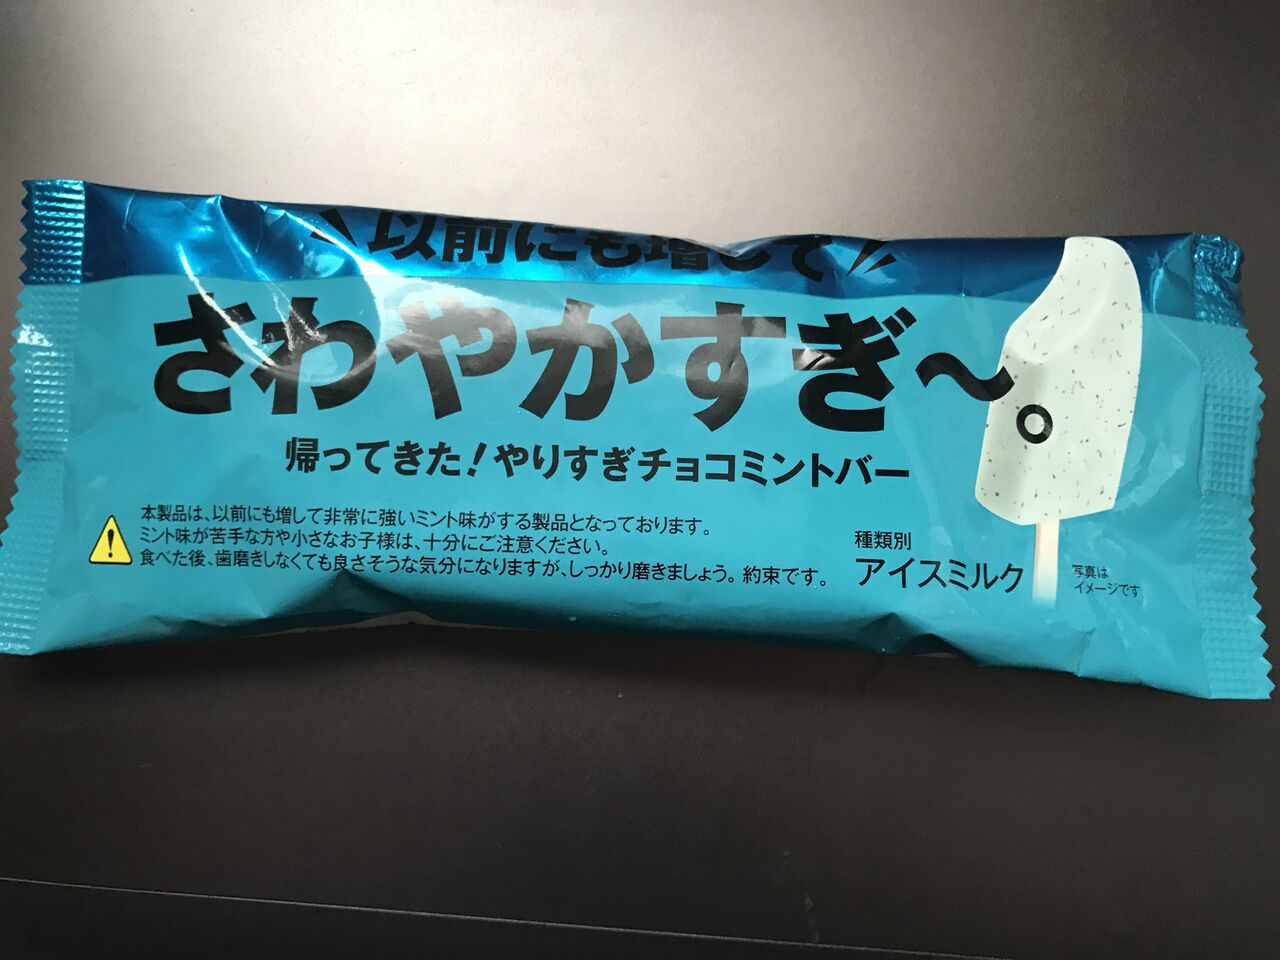 以前にも増して
さわやかすぎ〜。
帰ってきた!やりすぎチョコミントバー
本製品は、以前にも増して非常に強いミント味がする製品となっております。
ミント味が苦手な方や小さなお子様は、十分にご注意ください。
食べた後、歯磨きしなくても良さそうな気分になりますが、しっかり磨きましょう。約束です。
種類別
アイスミルク
写真は
イメージです